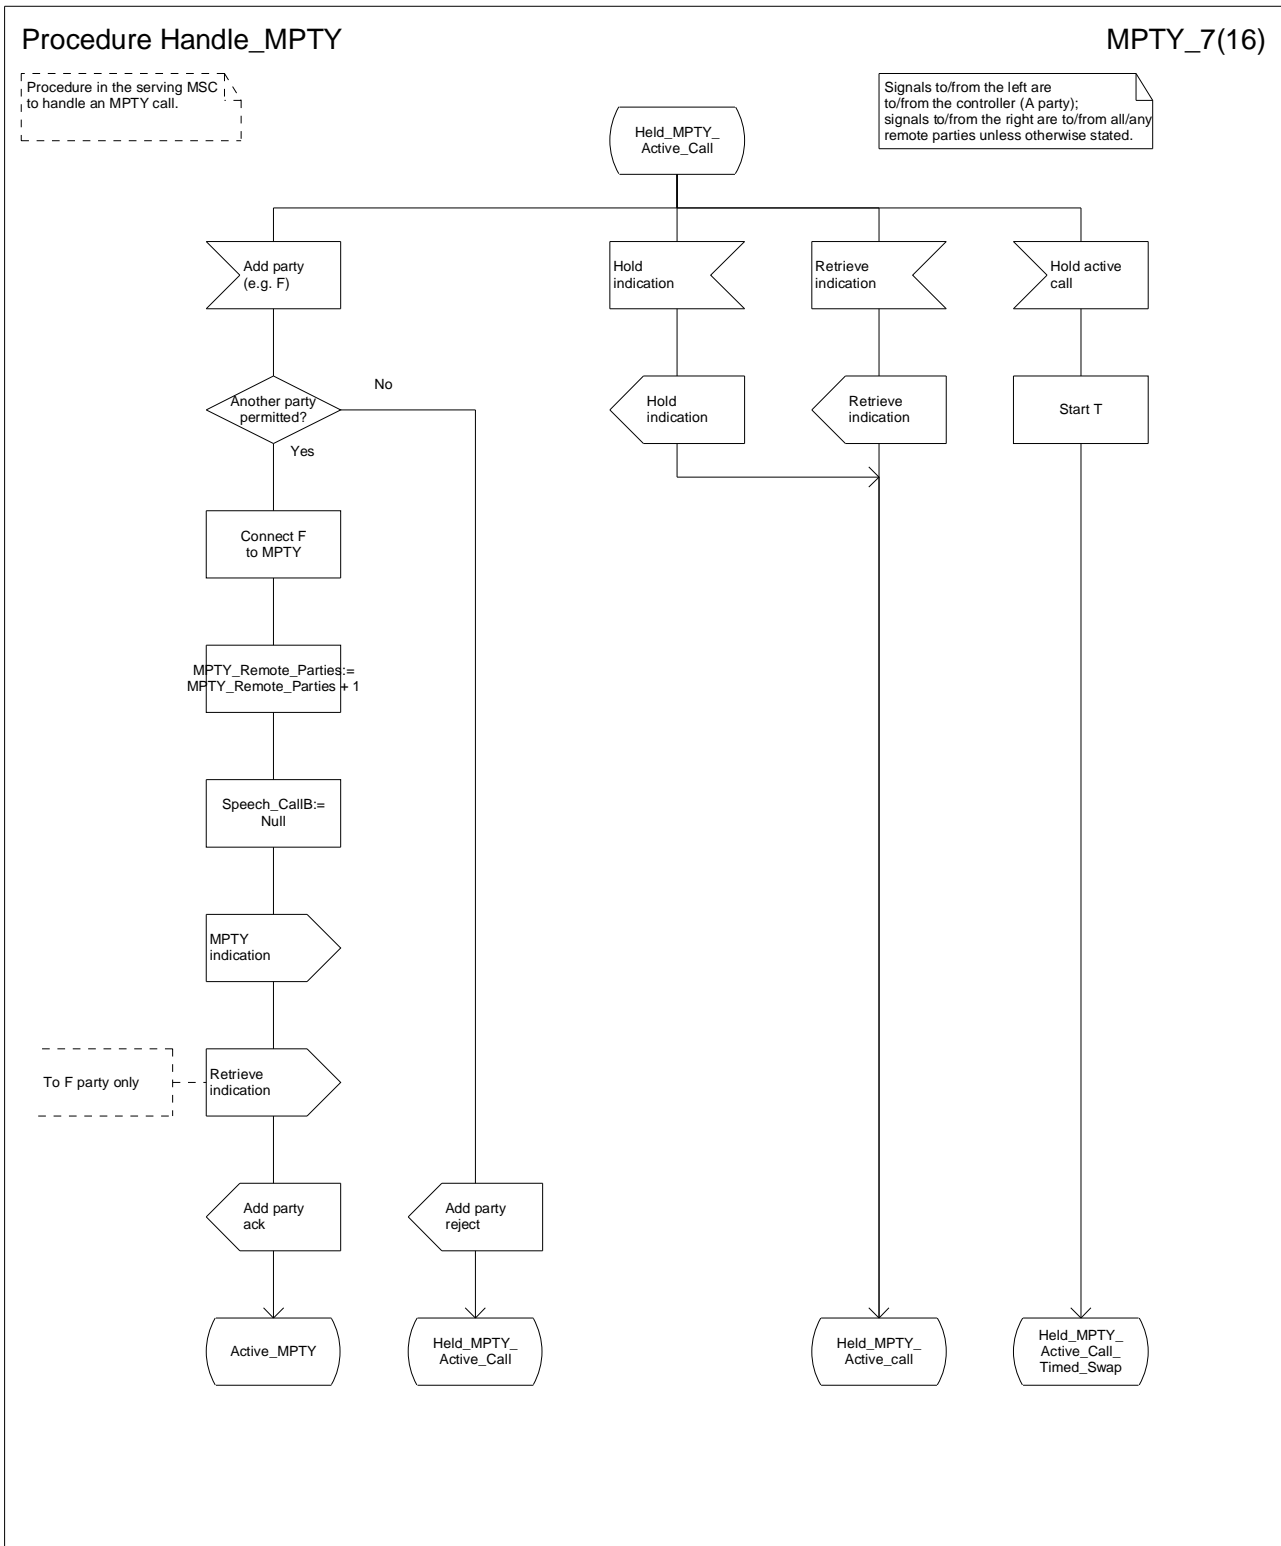 Procedure Handle_MPTY
MPTY_7(16)
Procedure in the serving MSC
to handle an MPTY call.
Signals to/from the left are
to/from the controller (A party);
signals to/from the right are to/from all/any
remote parties unless otherwise stated.
Held_MPTY_
Active_Call
Add party
(e.g. F)
Hold
indication
Retrieve
indication
Hold active
call
Another party
permitted?
No
Yes
Hold
indication
Retrieve
indication
Start T
Connect F
to MPTY
MPTY_Remote_Parties:=
MPTY_Remote_Parties + 1
Speech_CallB:=
Null
MPTY
indication
To F party only
Retrieve
indication
Add party
ack
Add party
reject
Active_MPTY
Held_MPTY_
Active_Call
Held_MPTY_
Active_call
Held_MPTY_
Active_Call_
Timed_Swap